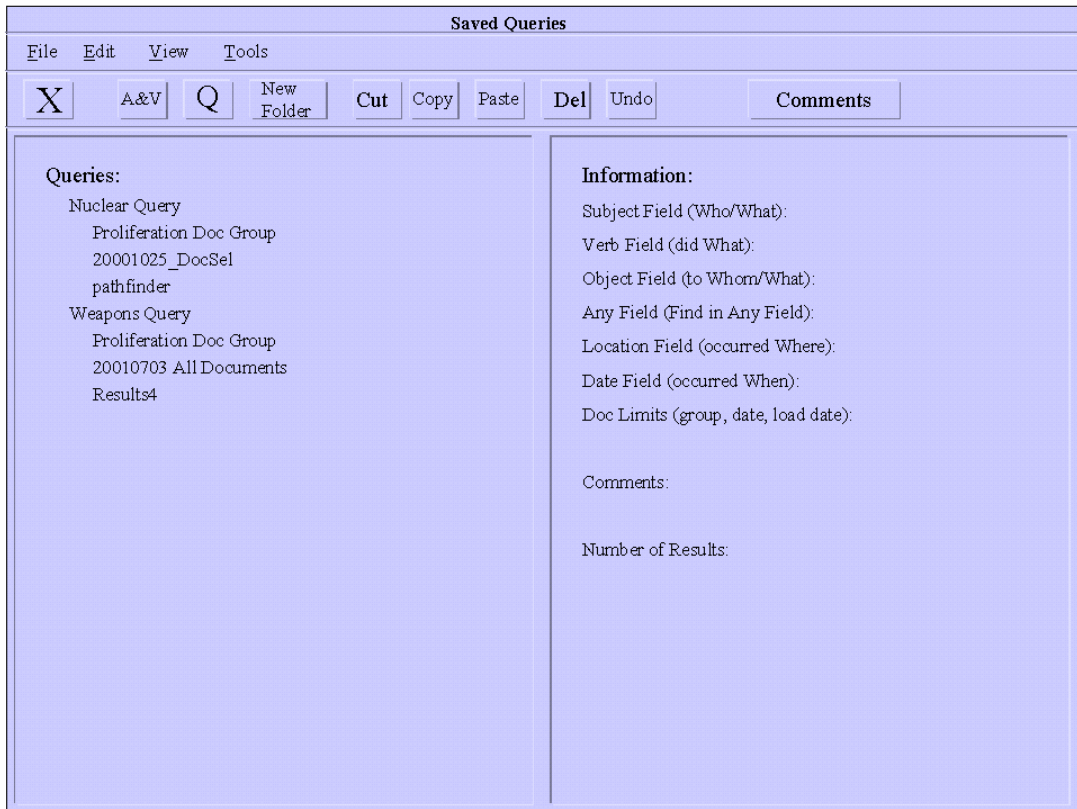 Saved Queries
File Edit View Tools
X A&V Q New Folder Cut Copy Paste Del Undo Comments
Queries:
Nuclear Query
Proliferation Doc Group
20001025_DocSel
pathfinder
Weapons Query
Proliferation Doc Group
20010703 All Documents
Results4
Information:
Subject Field (Who/What):
Verb Field (did What):
Object Field (to Whom/What):
Any Field (Find in Any Field):
Location Field (occurred Where):
Date Field (occurred When):
Doc Limits (group, date, load date):
Comments:
Number of Results: